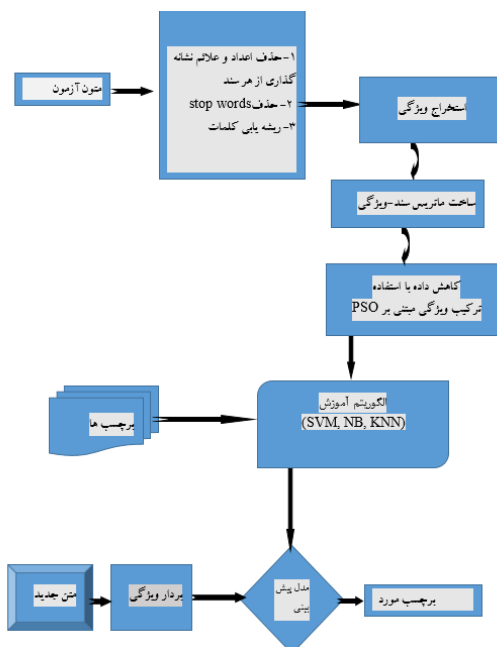 متون آزمون
۱-حذف اعداد و علائم نشانه
گذاری از هر سند
۲- حذفstop words
۳- ریشه یابی کلمات
استخراج ویژگی
ساخت ماتریس سند-ویژگی
کاهش داده با استفاده
ترکیب ویژگی مبتنی بر PSO
برچسب ها
الگوریتم آموزش
(SVM, NB, KNN)
متن جدید
بردار ویژگی
مدل پیش
بینی
برچسب مورد